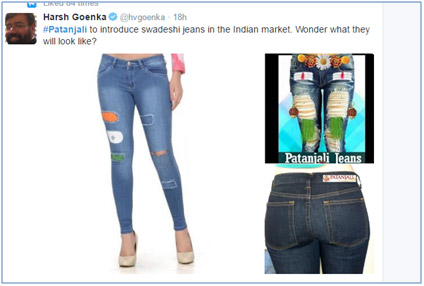 Liked 84 times
Harsh Goenka @hvgoenka · 18h
#Patanjali to introduce swadeshi jeans in the Indian market. Wonder what they
will look like?
Patanjali Jeans
PATANJALI